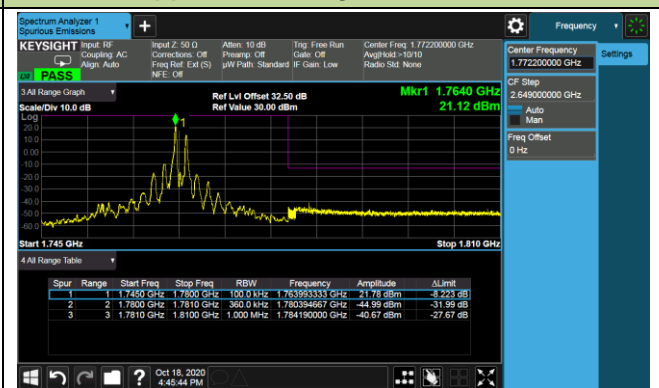 Spectrum Analyzer 1
Spurious Emissions
Frequency
KEYSIGHT Input: RF Input Z: 50 Ω Atten: 10 dB Trig: Free Run Center Freq: 1.772200000 GHz
Coupling: AC Corrections: Off Preamp: Off Gate: Off Avg|Hold:>10/10
Align: Auto Freq Ref: Ext (S) µW Path: Standard IF Gain: Low Radio Std: None
NFE: Off
PASS
Center Frequency
1.772200000 GHz
Settings
CF Step
2.649000000 GHz
Auto
Man
Freq Offset
0 Hz
3 All Range Graph
Ref Lvl Offset 32.50 dB Mkr1 1.7640 GHz
Scale/Div 10.0 dB Ref Value 30.00 dBm 21.12 dBm
Log
1
20.0
10.0
0.00
-10.0
-20.0
-30.0
-40.0
-50.0
-60.0
Start 1.745 GHz Stop 1.810 GHz
4 All Range Table
Spur Range Start Freq Stop Freq RBW Frequency Amplitude ΔLimit
1 1 1.7450 GHz 1.7800 GHz 100.0 kHz 1.763993333 GHz 21.78 dBm -8.223 dB
2 2 1.7800 GHz 1.7810 GHz 360.0 kHz 1.780394667 GHz -44.99 dBm -31.99 dB
3 3 1.7810 GHz 1.8100 GHz 1.000 MHz 1.784190000 GHz -40.67 dBm -27.67 dB
Oct 18, 2020
4:45:44 PM